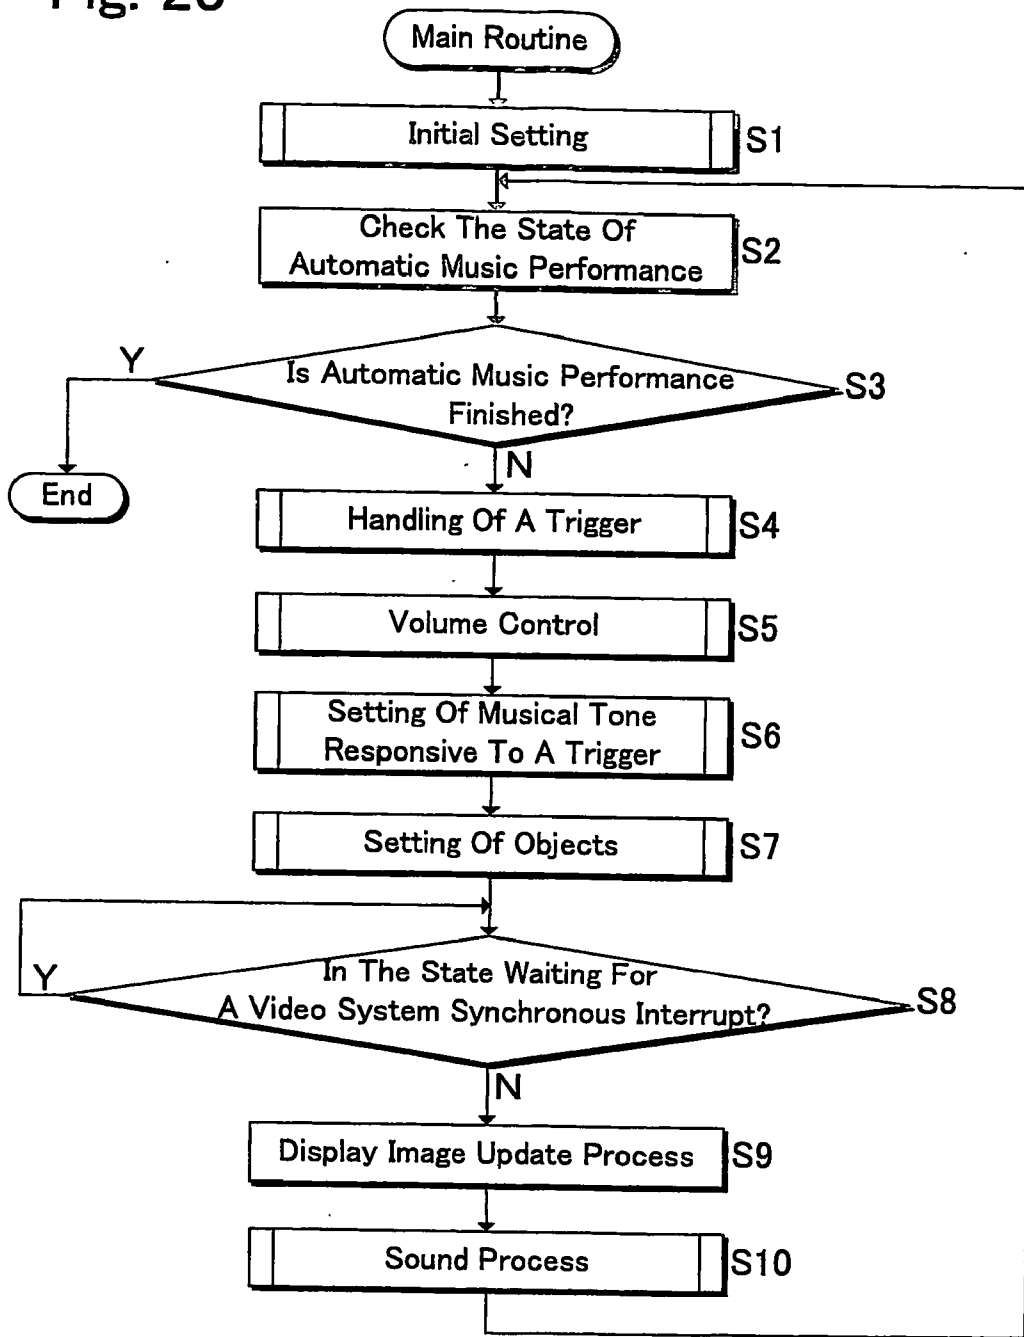 Main Routine
Initial Setting
S1
Check The State Of
Automatic Music Performance
S2
Y
Is Automatic Music Performance
Finished?
S3
N
End
Handling Of A Trigger
S4
Volume Control
S5
Setting Of Musical Tone
Responsive To A Trigger
S6
Setting Of Objects
S7
Y
In The State Waiting For
A Video System Synchronous Interrupt?
S8
N
Display Image Update Process
S9
Sound Process
S10